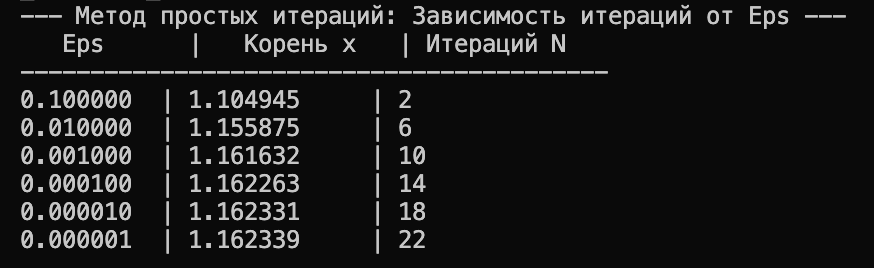 --- Метод простых итераций: Зависимость итераций от Eps ---
Eps | Корень x | Итераций N
------------------------------------------
0.100000 | 1.104945 | 2
0.010000 | 1.155875 | 6
0.001000 | 1.161632 | 10
0.000100 | 1.162263 | 14
0.000010 | 1.162331 | 18
0.000001 | 1.162339 | 22